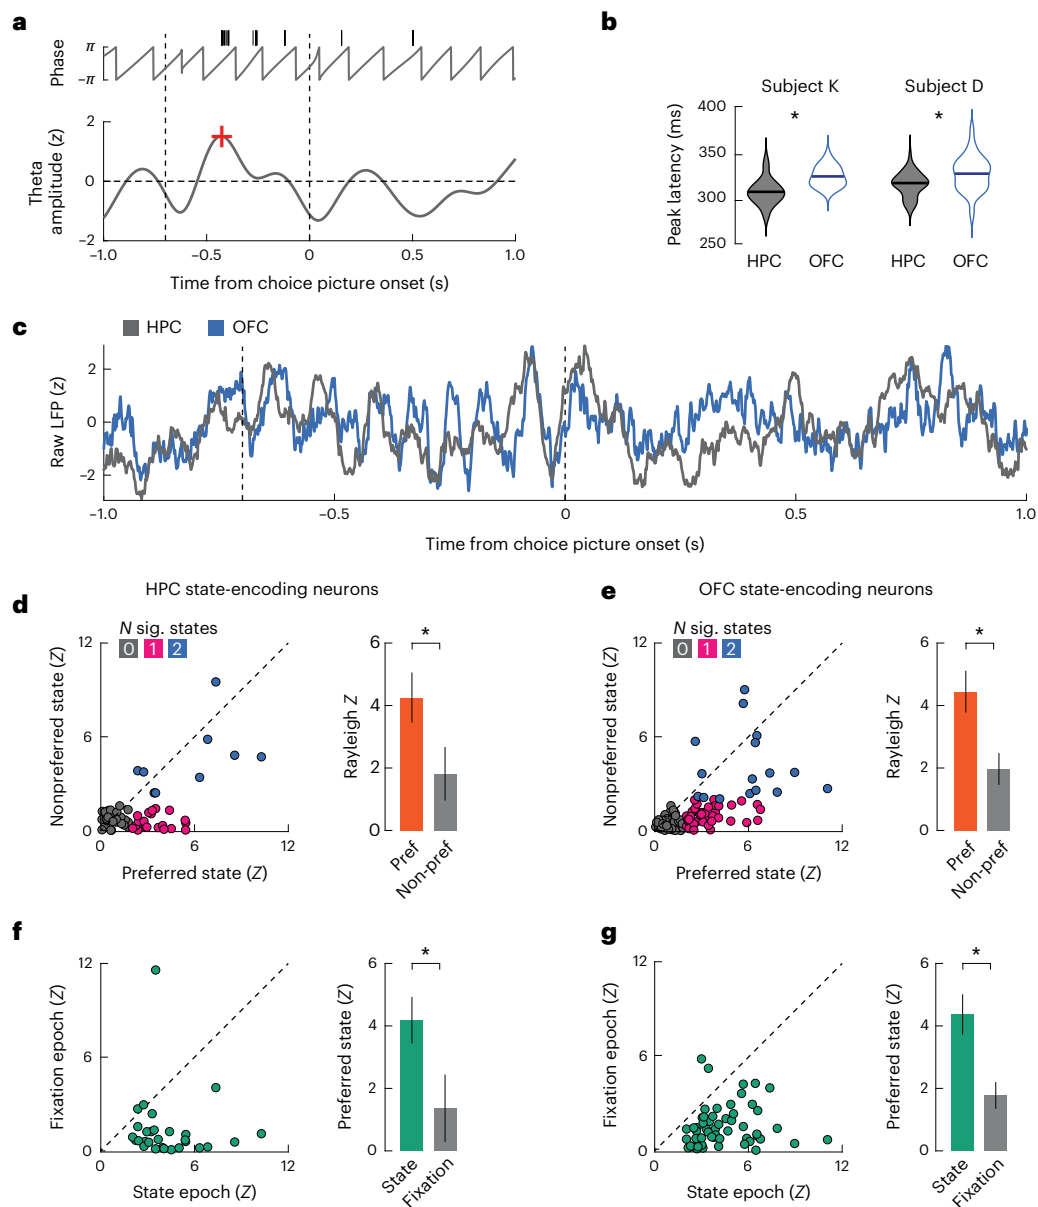 a
Phase
π
−π
Theta
amplitude (z)
2
0
−2
−1.0
−0.5
0
0.5
1.0
Time from choice picture onset (s)
b
Subject K
Subject D
Peak latency (ms)
400
350
300
250
*
*
HPC
OFC
HPC
OFC
c
HPC
OFC
Raw LFP (z)
2
0
−2
−1.0
−0.5
0
0.5
1.0
Time from choice picture onset (s)
d
HPC state-encoding neurons
N sig. states
0 1 2
Nonpreferred state (Z)
12
6
0
0
6
12
Preferred state (Z)
*
Rayleigh Z
6
4
2
0
Pref
Non-pref
e
OFC state-encoding neurons
N sig. states
0 1 2
Nonpreferred state (Z)
12
6
0
0
6
12
Preferred state (Z)
*
Rayleigh Z
6
4
2
0
Pref
Non-pref
f
Fixation epoch (Z)
12
6
0
0
6
12
State epoch (Z)
*
Preferred state (Z)
6
4
2
0
State
Fixation
g
Fixation epoch (Z)
12
6
0
0
6
12
State epoch (Z)
*
Preferred state (Z)
6
4
2
0
State
Fixation